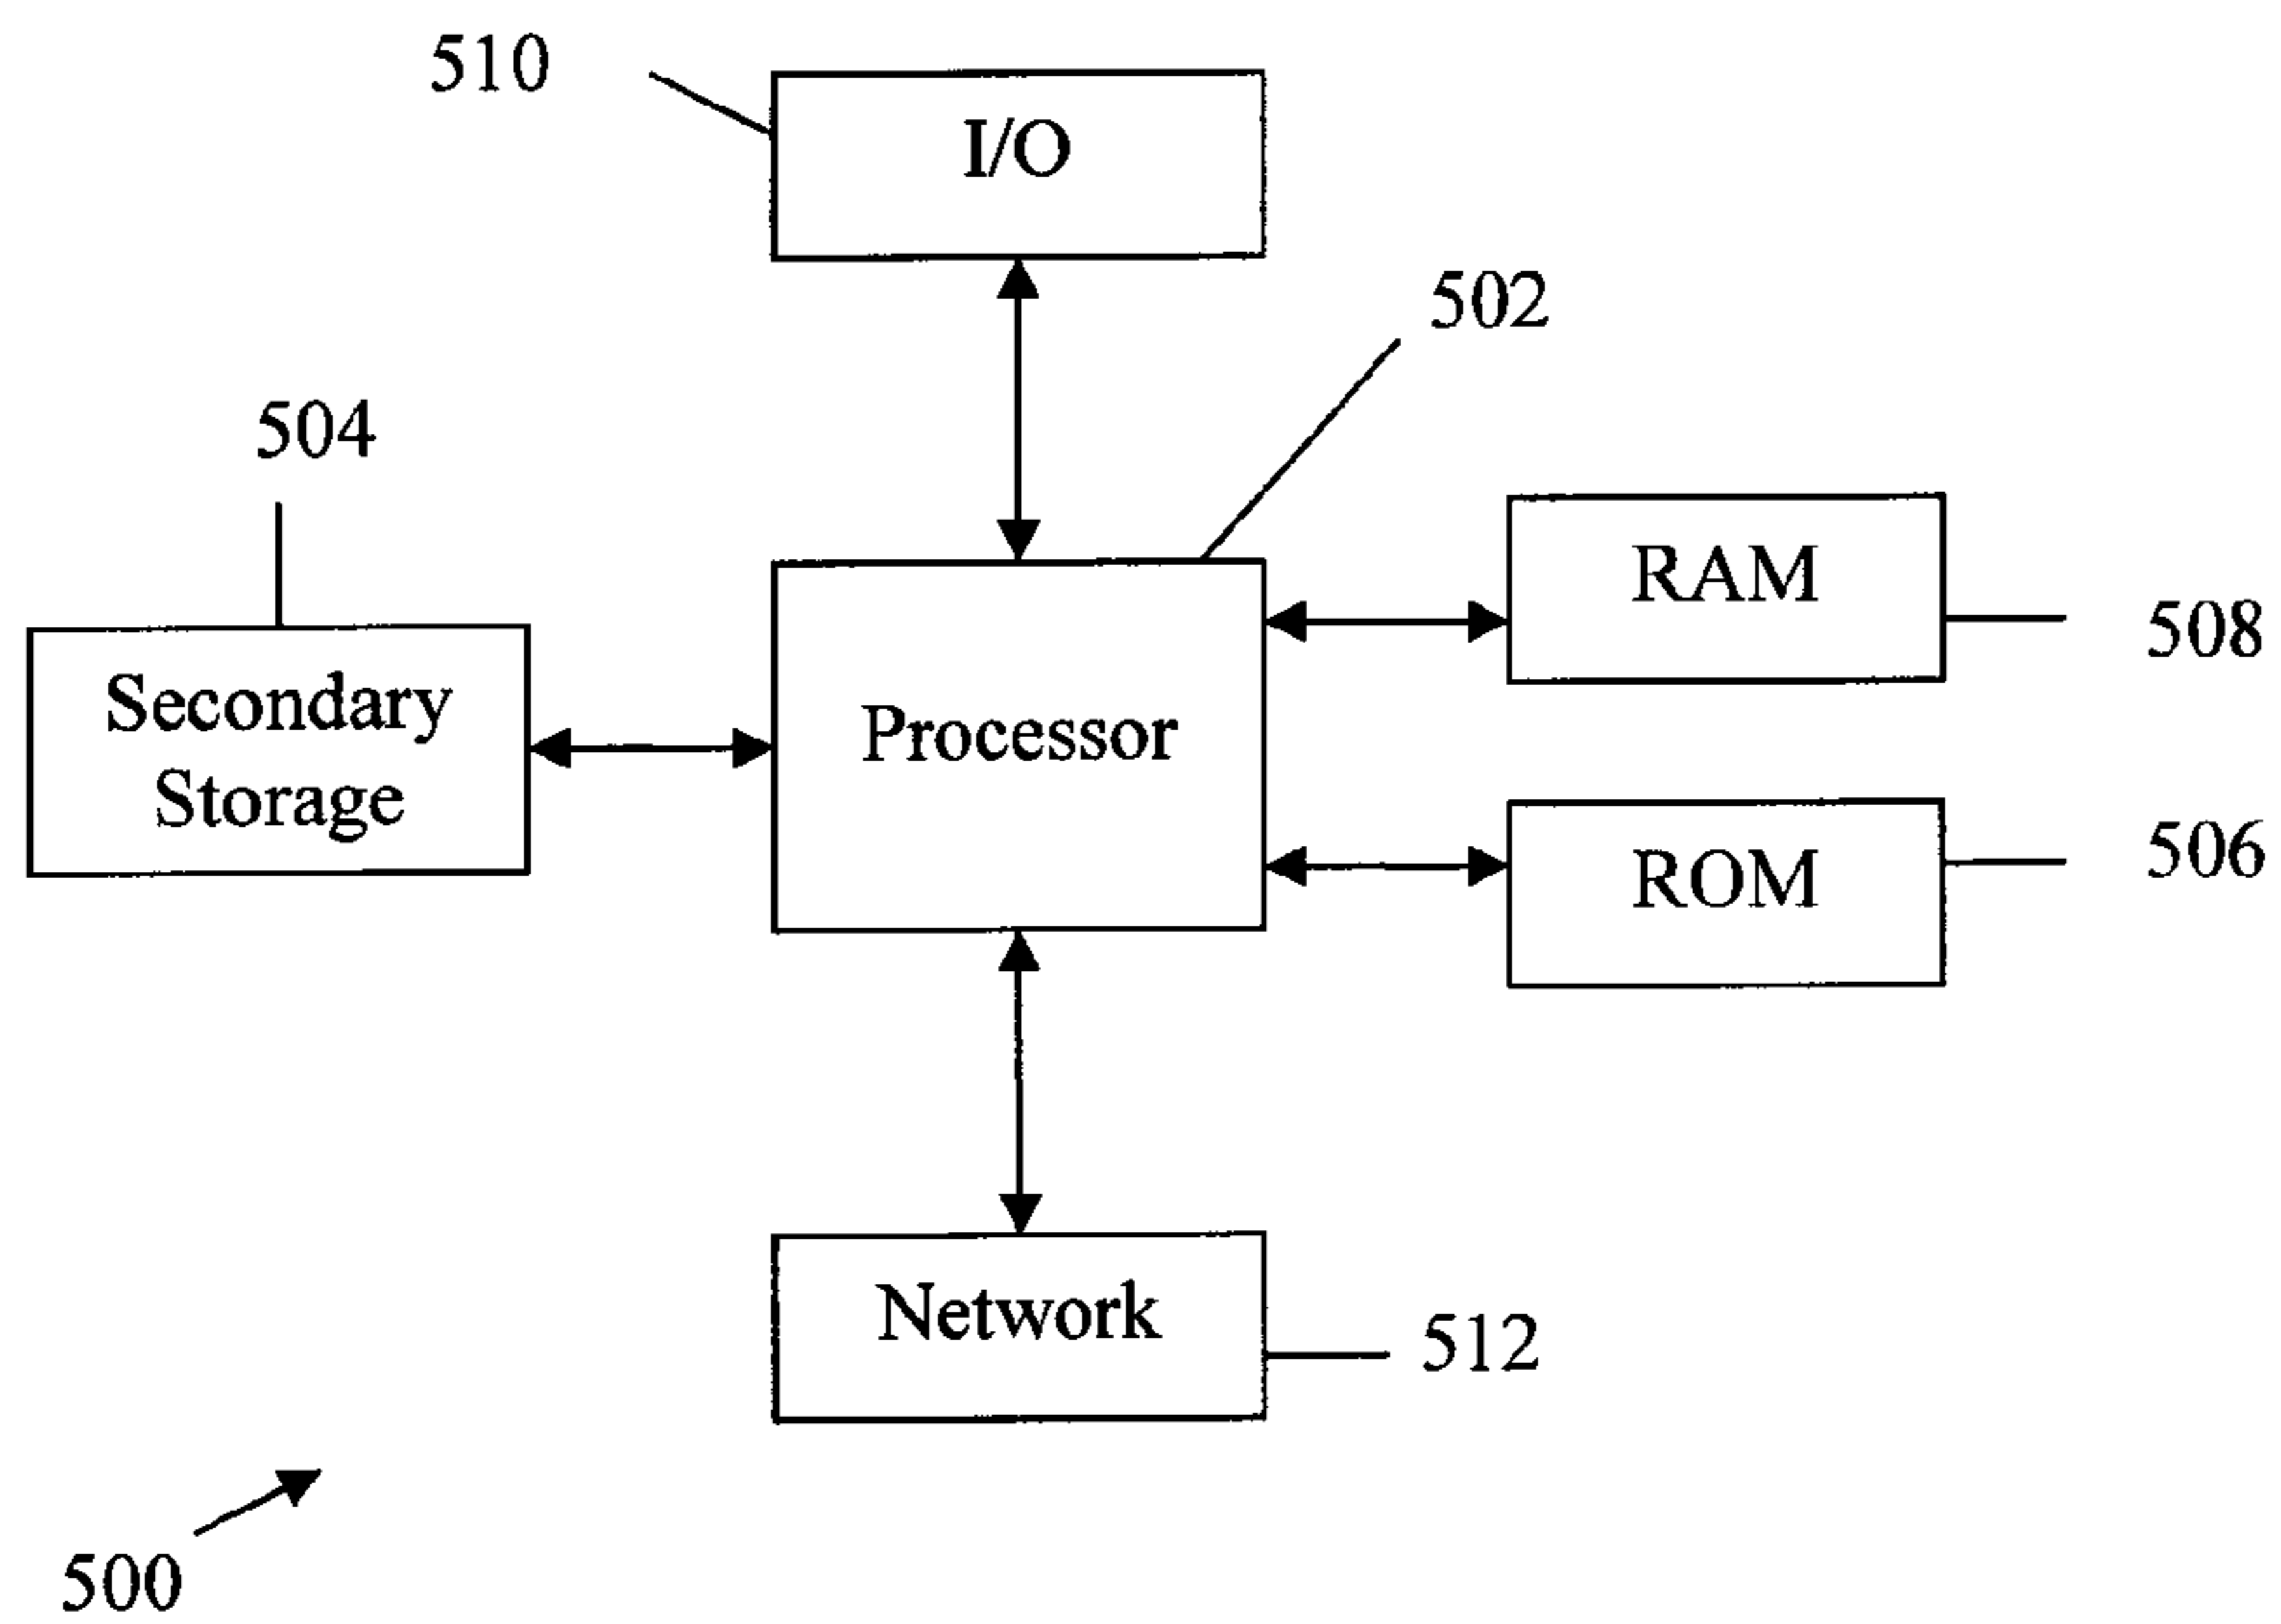 510
I/O
502
504
RAM
508
Secondary
Storage
Processor
ROM
506
Network
512
500